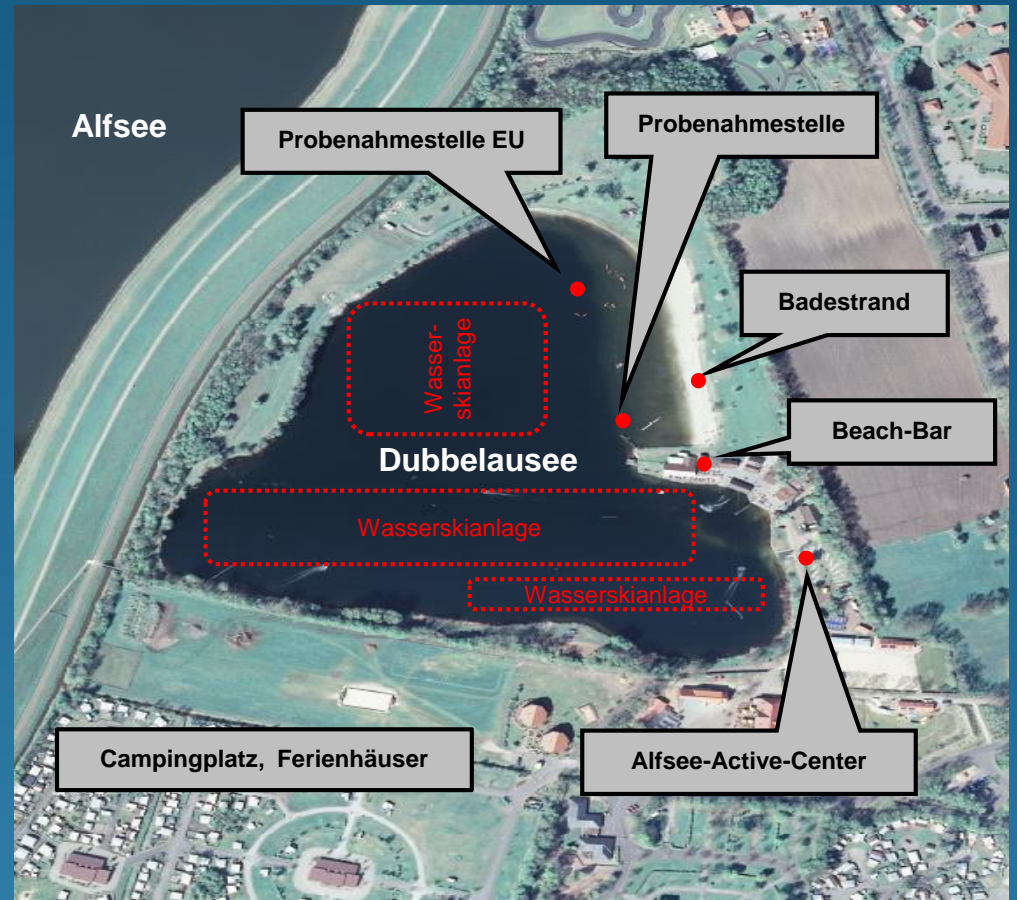 Alfsee
Probenahmestelle EU
Probenahmestelle
Badestrand
Wasser-
skianlage
Beach-Bar
Dubbelausee
Wasserskianlage
Wasserskianlage
Campingplatz, Ferienhäuser
Alfsee-Active-Center